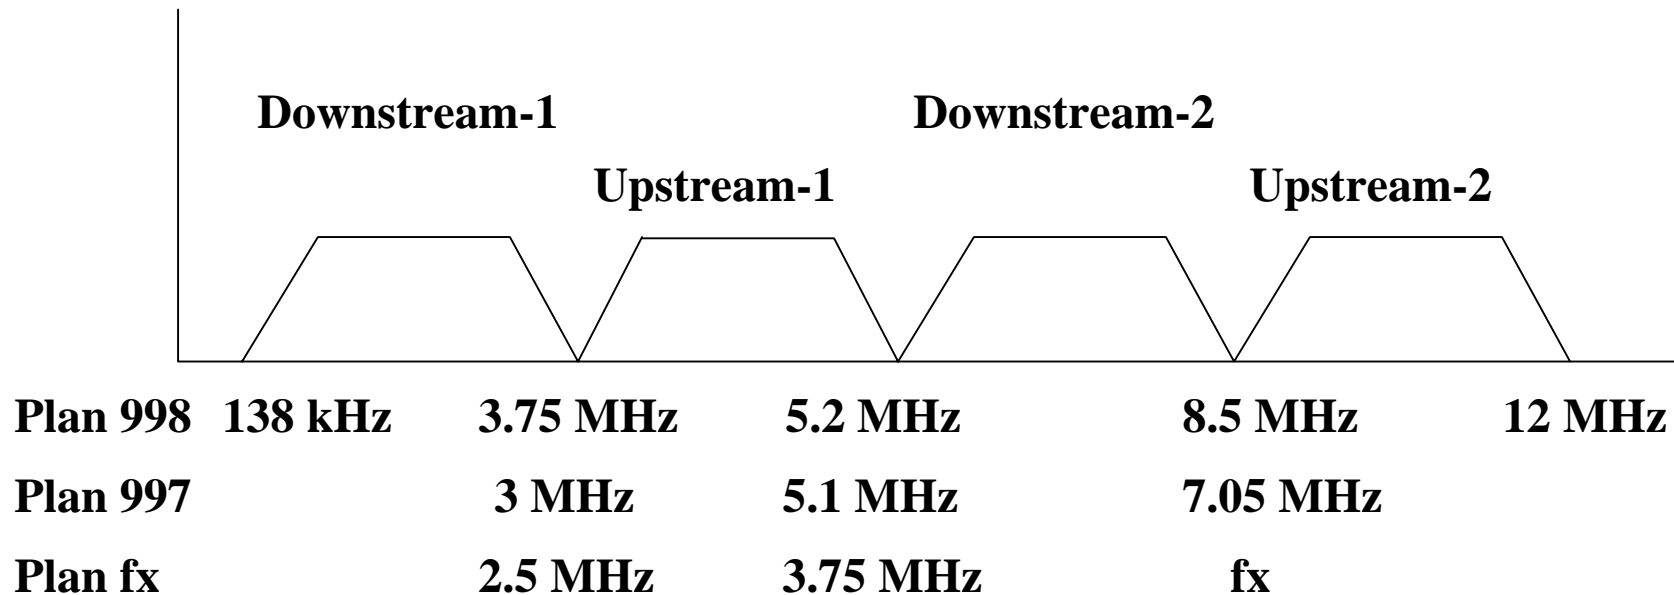 Downstream-1 Downstream-2
Upstream-1 Upstream-2
Plan 998 138 kHz 3.75 MHz 5.2 MHz 8.5 MHz 12 MHz
Plan 997 3 MHz 5.1 MHz 7.05 MHz
Plan fx 2.5 MHz 3.75 MHz fx